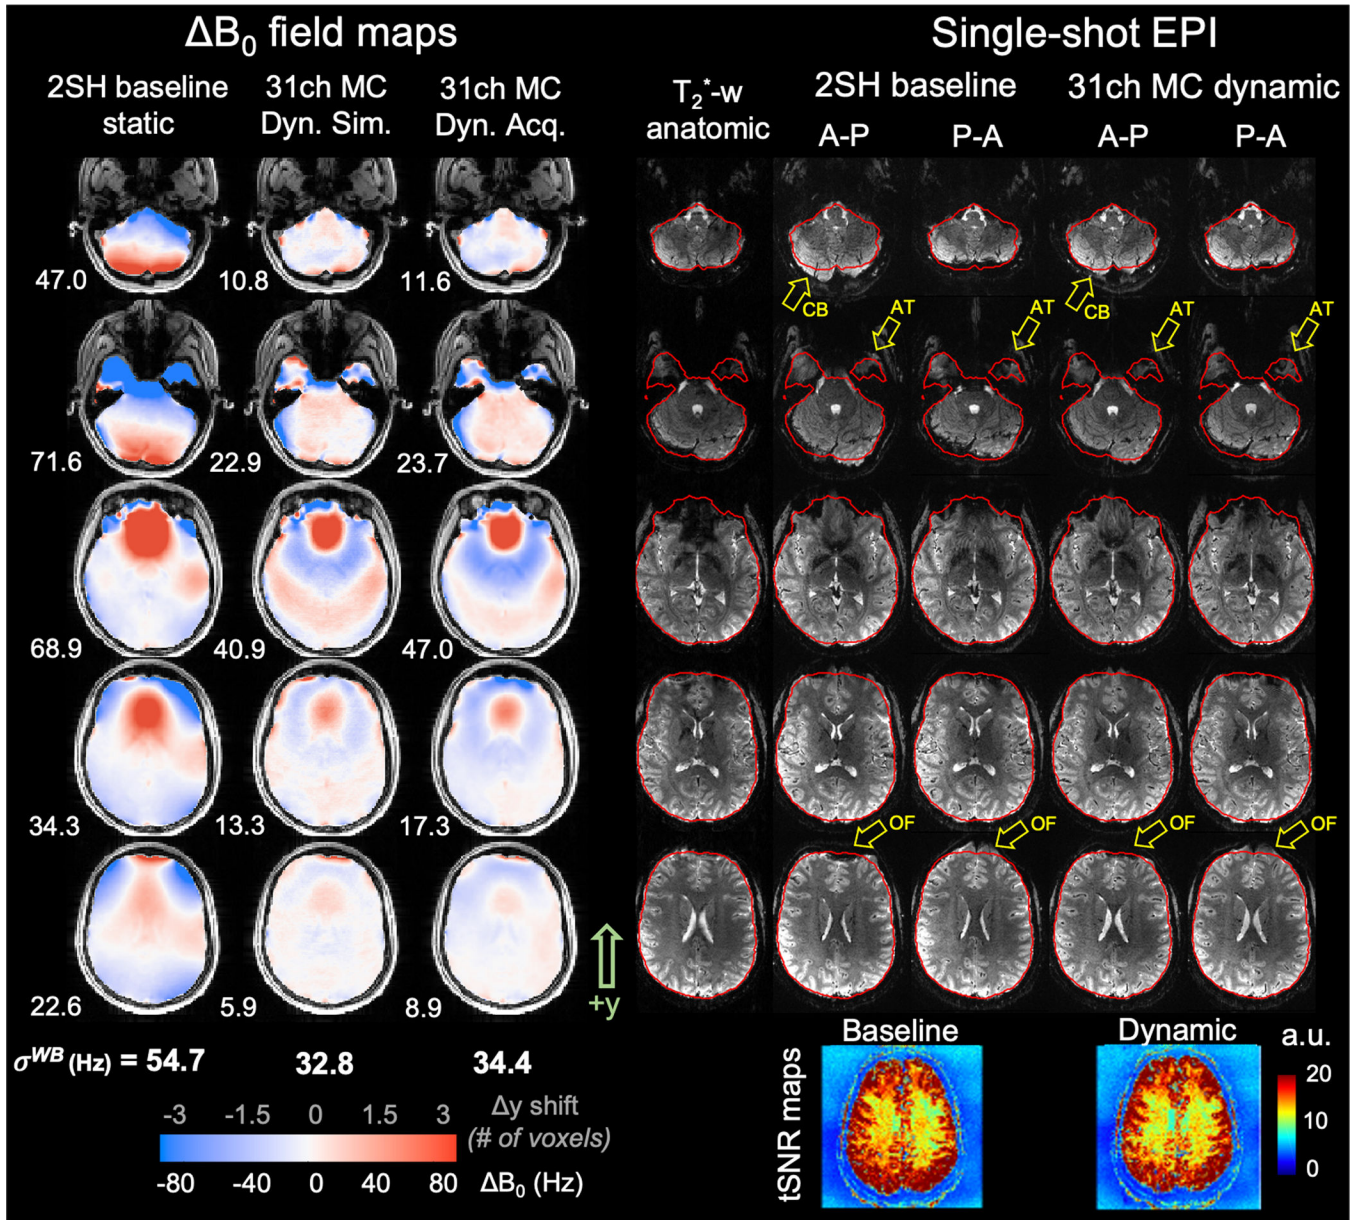 ΔB₀ field maps
Single-shot EPI
2SH baseline static
31ch MC Dyn. Sim.
31ch MC Dyn. Acq.
T₂*-w anatomic
2SH baseline
31ch MC dynamic
A-P
P-A
A-P
P-A
47.0
10.8
11.6
CB
CB
AT
AT
AT
AT
71.6
22.9
23.7
68.9
40.9
47.0
34.3
13.3
17.3
OF
OF
OF
OF
22.6
5.9
8.9
+y
σᵂᴮ (Hz) = 54.7
32.8
34.4
-3 -1.5 0 1.5 3
Δy shift
(# of voxels)
-80 -40 0 40 80 ΔB₀ (Hz)
Baseline
Dynamic
a.u.
tSNR maps
20
10
0